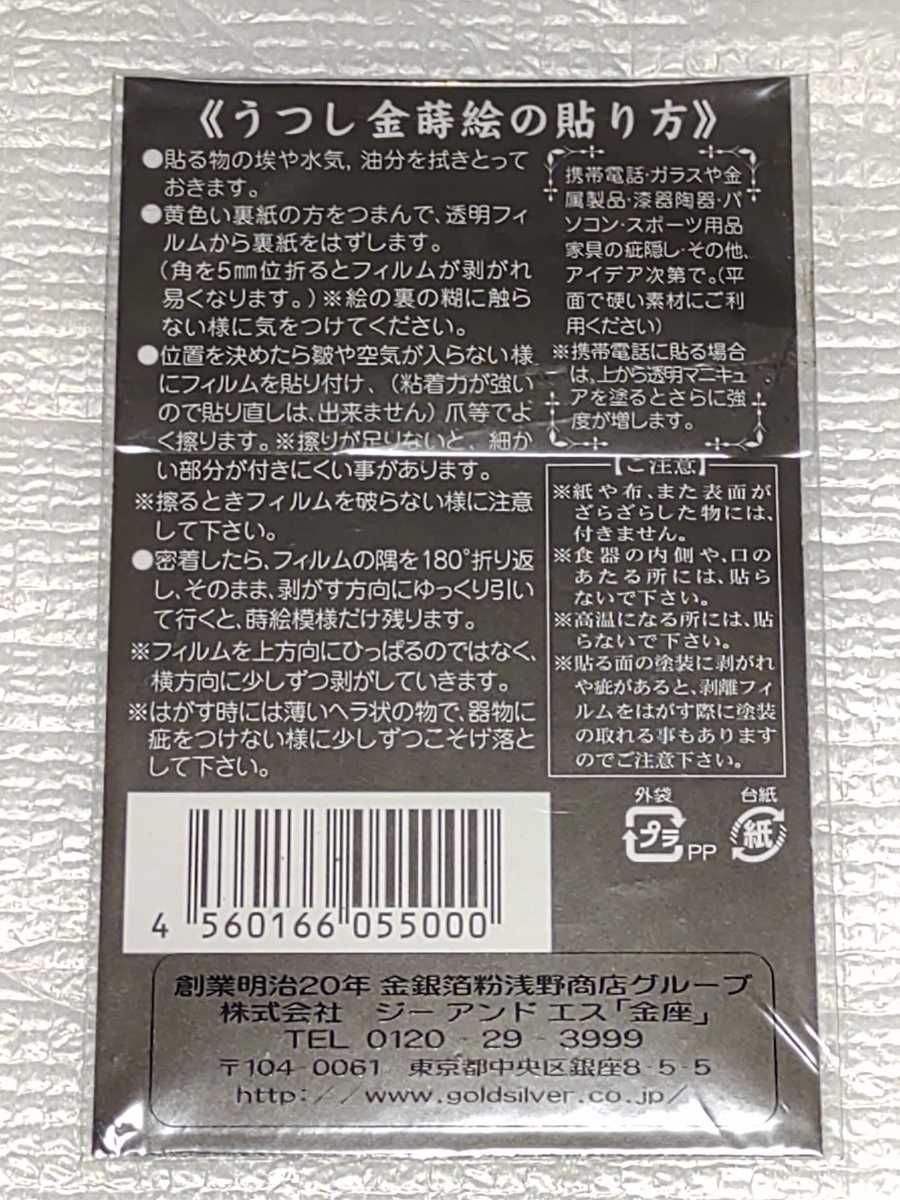 《うつし金蒔絵の貼り方》
●貼る物の埃や水気,油分を拭きとって
おきます。
●黄色い裏紙の方をつまんで、透明フィ
ルムから裏紙をはずします。
(角を5㎜位折るとフィルムが剥がれ
易くなります。)※絵の裏の糊に触ら
ない様に気をつけてください。
●位置を決めたら皺や空気が入らない様
にフィルムを貼り付け、(粘着力が強い
ので貼り直しは、出来ません)爪等でよ
く擦ります。※擦りが足りないと、細か
い部分が付きにくい事があります。
※擦るときフィルムを破らない様に注意
して下さい。
●密着したら、フィルムの隅を180°折り返
し、そのまま、剥がす方向にゆっくり引い
て行くと、蒔絵模様だけ残ります。
※フィルムを上方向にひっぱるのではなく、
横方向に少しずつ剥がしていきます。
※はがす時には薄いヘラ状の物で、器物に
疵をつけない様に少しずつこそげ落と
して下さい。
携帯電話・ガラスや金
属製品・漆器陶器・パ
ソコン・スポーツ用品
家具の疵隠し・その他、
アイデア次第で。(平
面で硬い素材にご利
用ください)
※携帯電話に貼る場合
は、上から透明マニキュ
アを塗るとさらに強
度が増します。
【ご注意】
※紙や布、また表面が
ざらざらした物には、
付きません。
※食器の内側や、口の
あたる所には、貼ら
ないで下さい。
※高温になる所には、貼
らないで下さい。
※貼る面の塗装に剥がれ
や疵があると、剥離フィ
ルムをはがす際に塗装
の取れる事もあります
のでご注意下さい。
外袋
プラ
PP
台紙
紙
4 560166 055000
創業明治20年 金銀箔粉浅野商店グループ
株式会社 ジー アンド エス「金座」
TEL 0120-29-3999
〒104-0061 東京都中央区銀座8-5-5
http://www.goldsilver.co.jp/